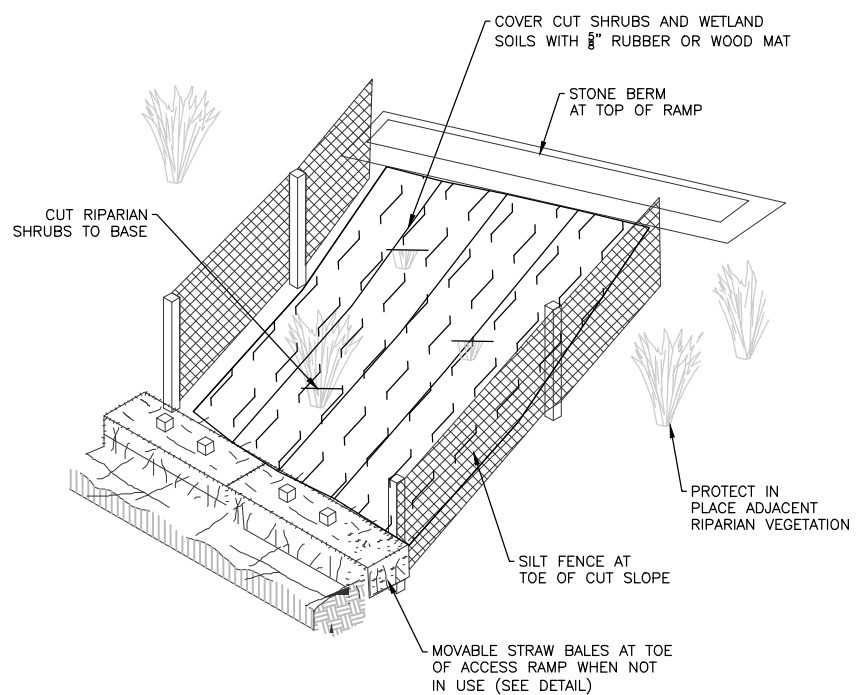 COVER CUT SHRUBS AND WETLAND
SOILS WITH 5/8" RUBBER OR WOOD MAT
STONE BERM
AT TOP OF RAMP
CUT RIPARIAN
SHRUBS TO BASE
PROTECT IN
PLACE ADJACENT
RIPARIAN VEGETATION
SILT FENCE AT
TOE OF CUT SLOPE
MOVABLE STRAW BALES AT TOE
OF ACCESS RAMP WHEN NOT
IN USE (SEE DETAIL)